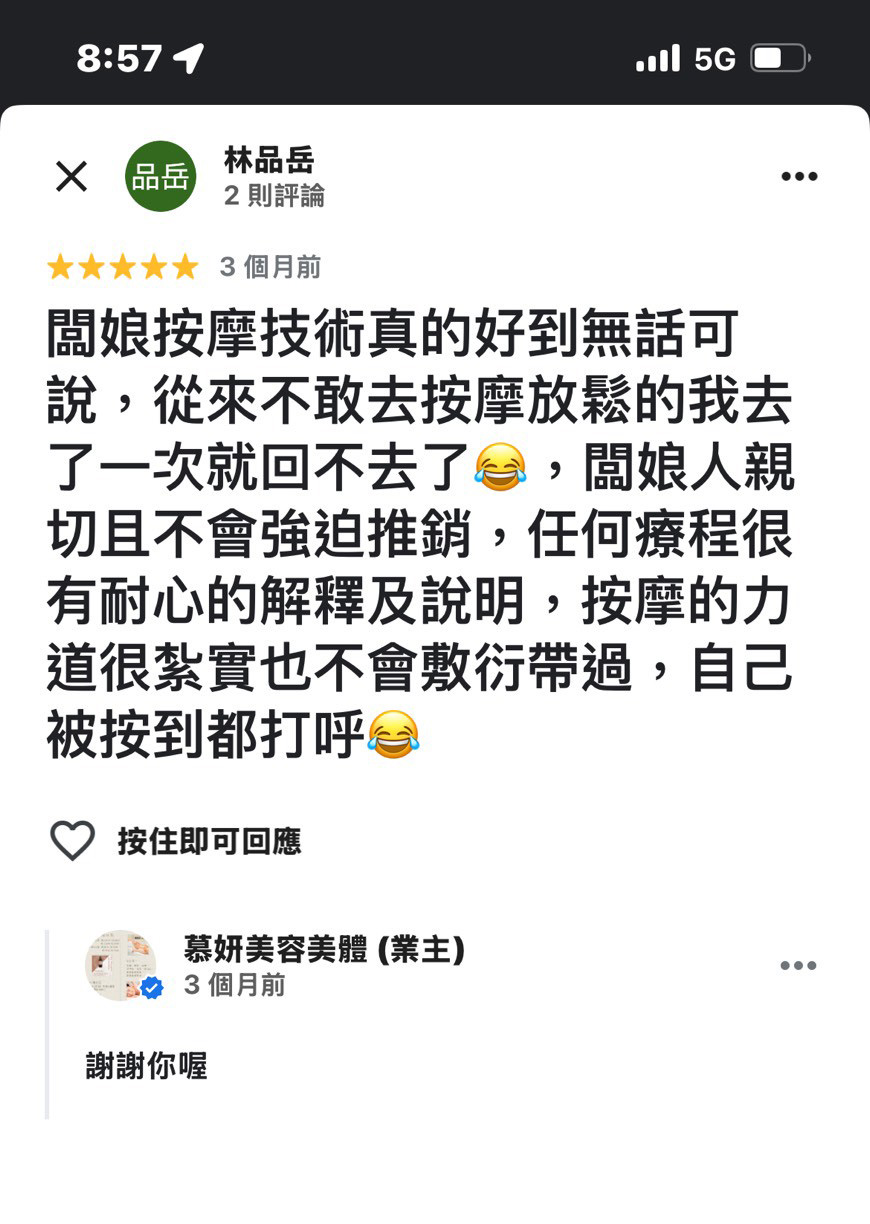 8:57
5G
品岳
林品岳
2 則評論
3 個月前
闆娘按摩技術真的好到無話可
說，從來不敢去按摩放鬆的我去
了一次就回不去了😂，闆娘人親
切且不會強迫推銷，任何療程很
有耐心的解釋及說明，按摩的力
道很紮實也不會敷衍帶過，自己
被按到都打呼😂
按住即可回應
慕妍美容美體 (業主)
3 個月前
謝謝你喔